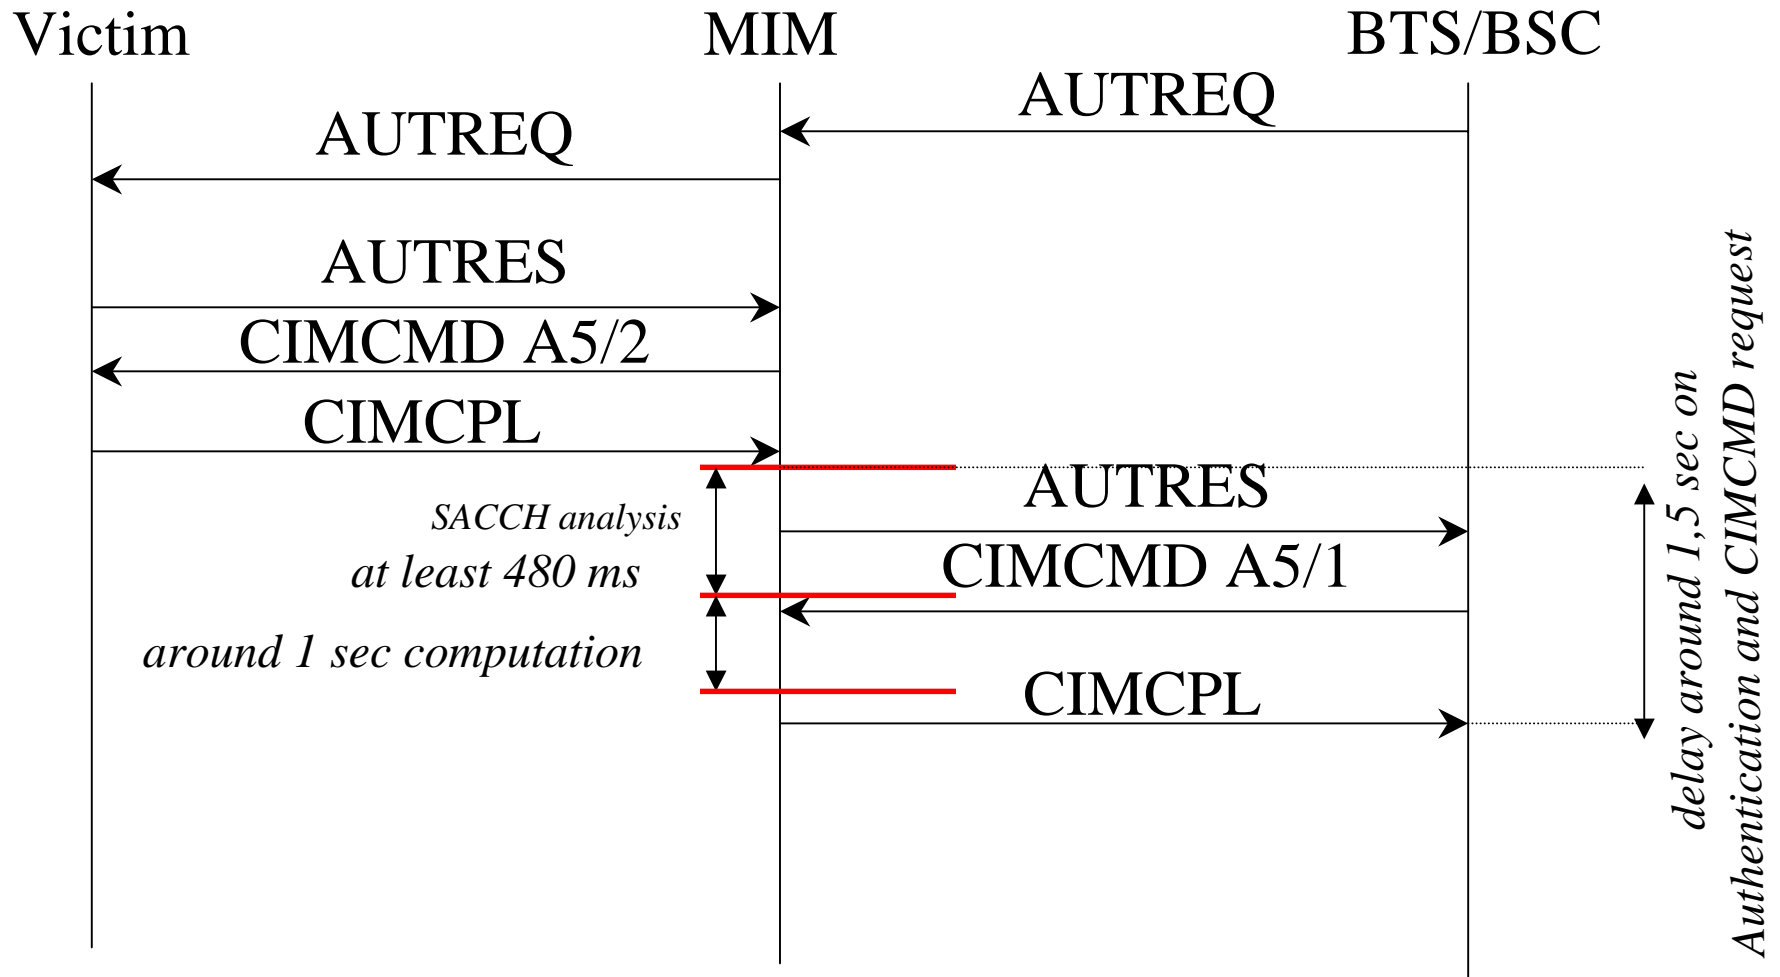 Victim
MIM
BTS/BSC
AUTREQ
AUTREQ
AUTRES
CIMCMD A5/2
CIMCPL
AUTRES
SACCH analysis
at least 480 ms
CIMCMD A5/1
around 1 sec computation
CIMCPL
delay around 1,5 sec on
Authentication and CIMCMD request